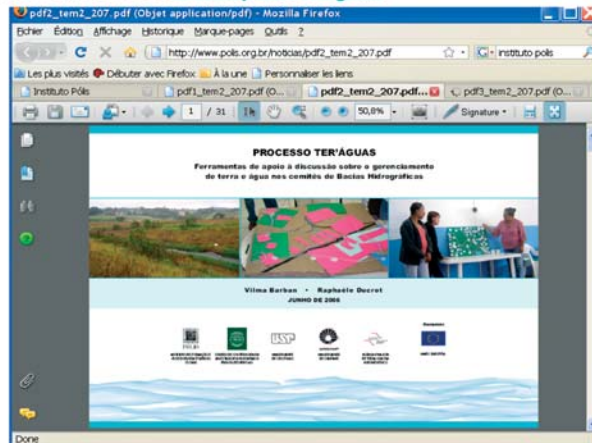 pdf2_tem2_207.pdf (Objet application/pdf) - Mozilla Firefox
Fichier Édition Affichage Historique Marque-pages Outils ?
http://www.polis.org.br/noticias/pdf2_tem2_207.pdf
instituto polis
Les plus visités Débuter avec Firefox À la une Personnaliser les liens
Instituto Pólis pdf1_tem2_207.pdf (O... pdf2_tem2_207.pdf... pdf3_tem2_207.pdf (O...
1 / 31 50,8% Signature
PROCESSO TER'ÁGUAS
Ferramentas de apoio à discussão sobre o gerenciamento
de terra e água nos comitês de Bacias Hidrográficas
Vilma Barban • Raphaèle Ducrot
JUNHO DE 2006
USP
Done